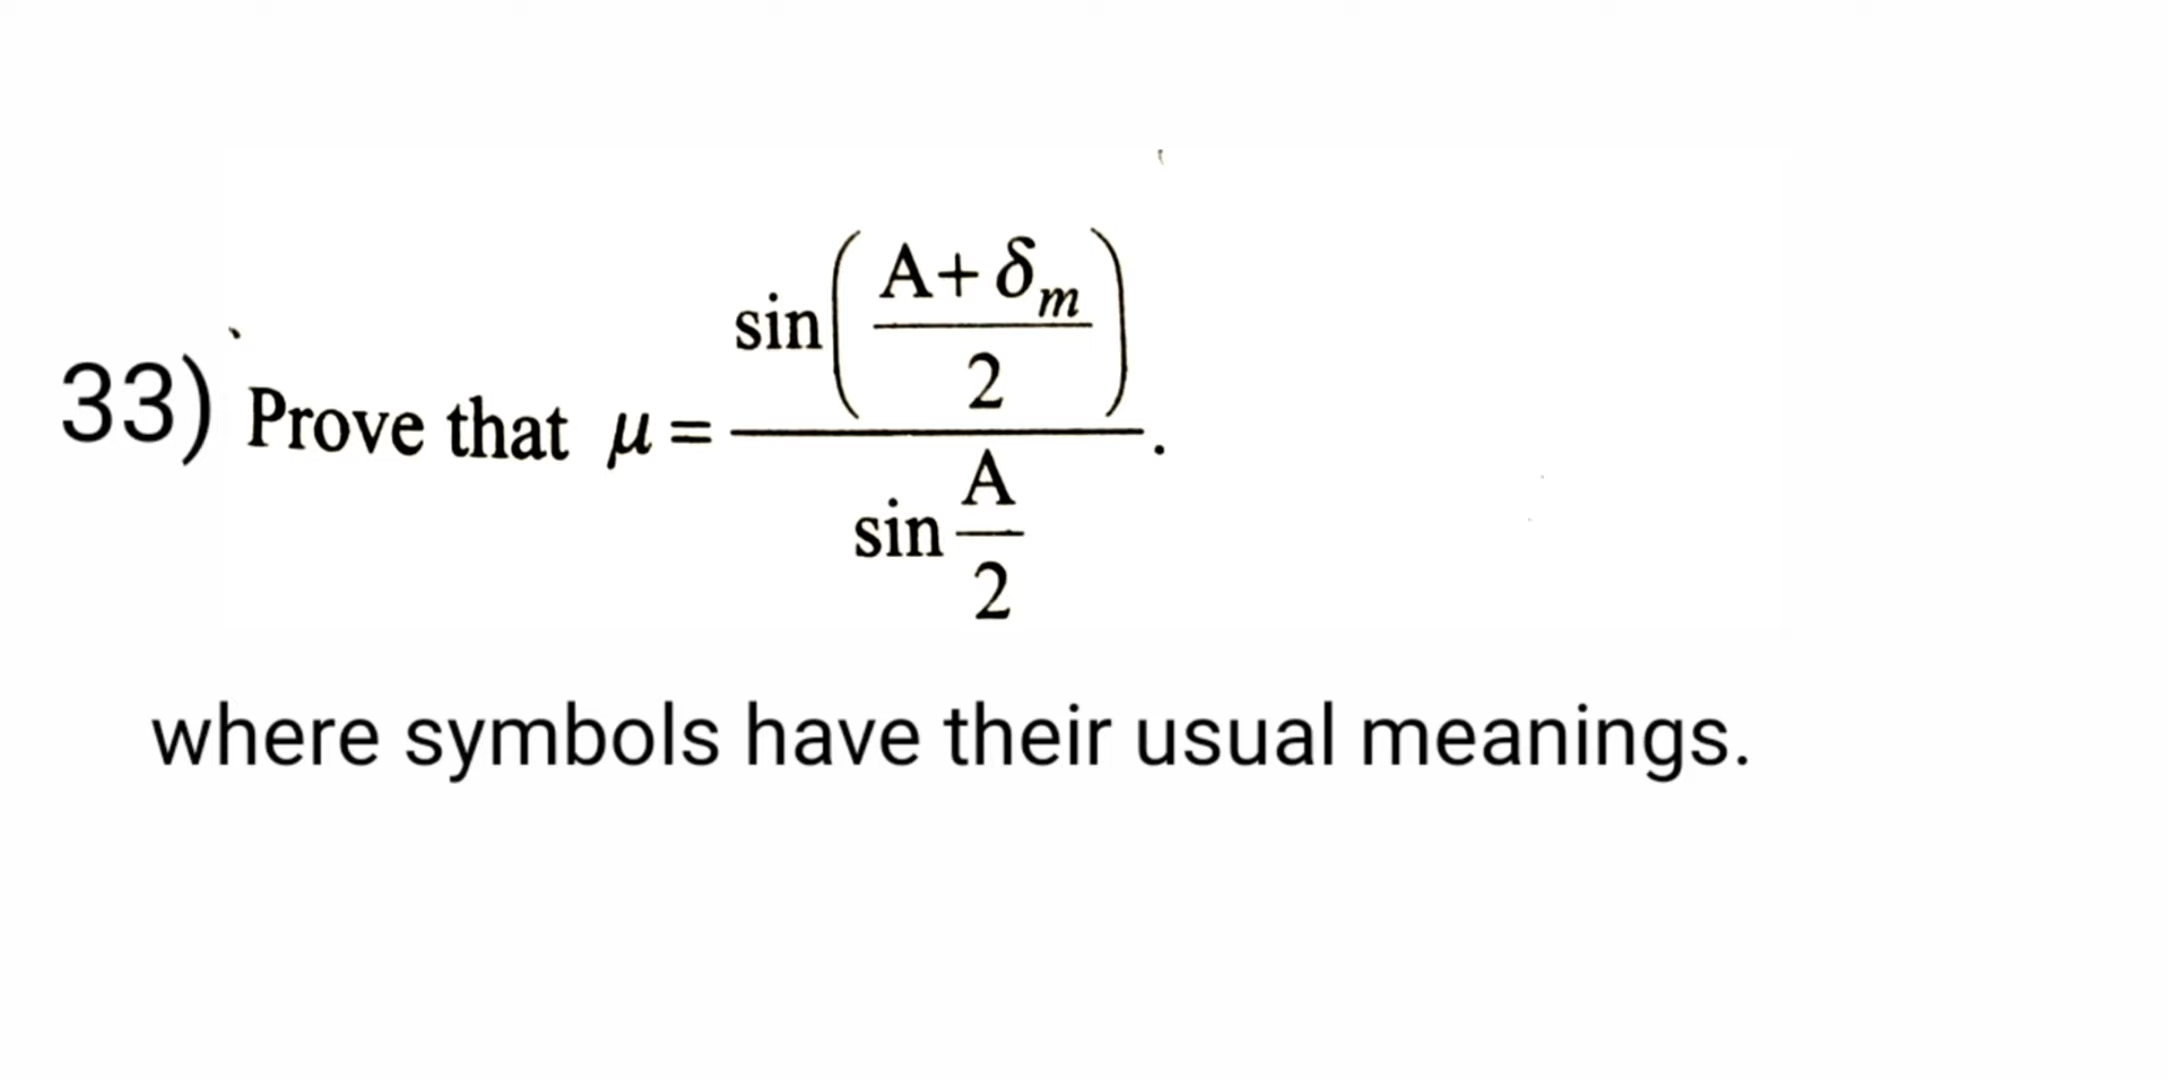 33) Prove that μ = sin((A + δₘ)/2) / sin(A/2).
where symbols have their usual meanings.